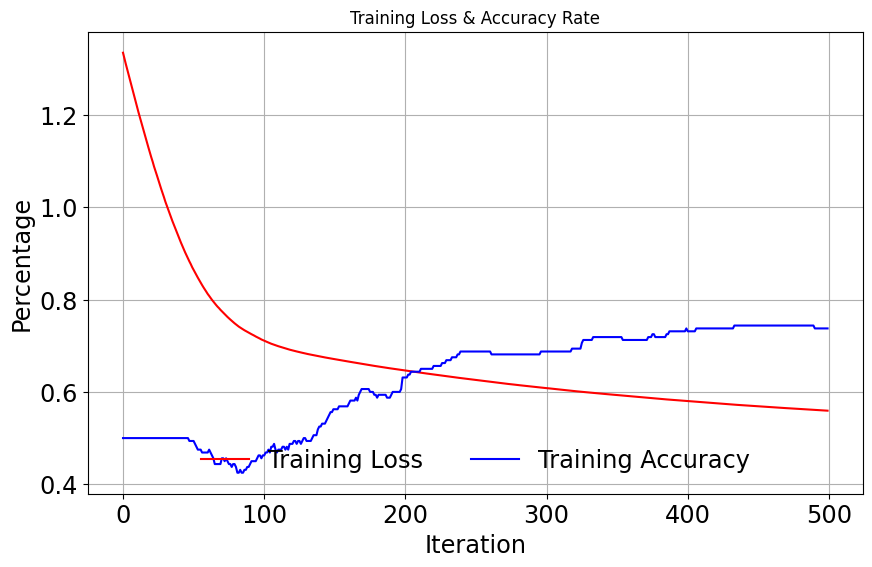 Training Loss & Accuracy Rate
Percentage
1.2
1.0
0.8
0.6
0.4
Training Loss
Training Accuracy
0 100 200 300 400 500
Iteration